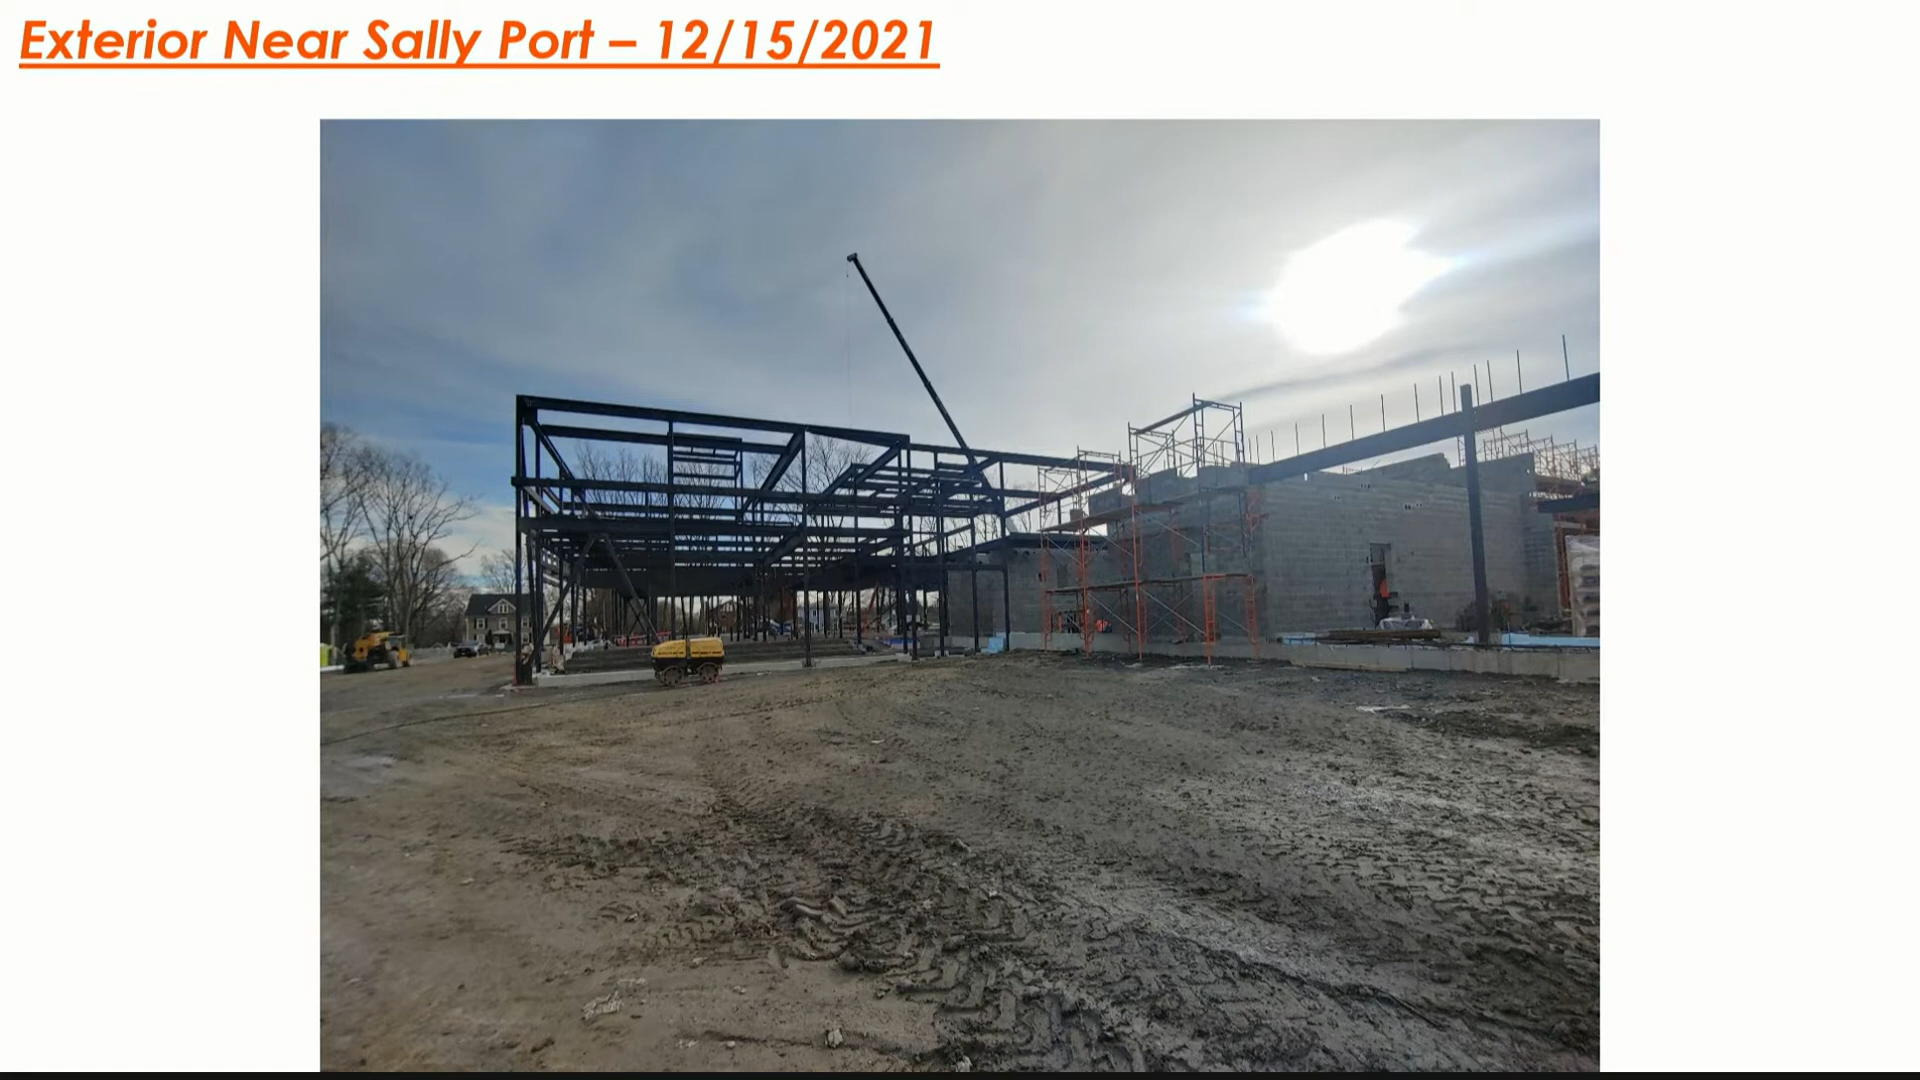 Exterior Near Sally Port – 12/15/2021